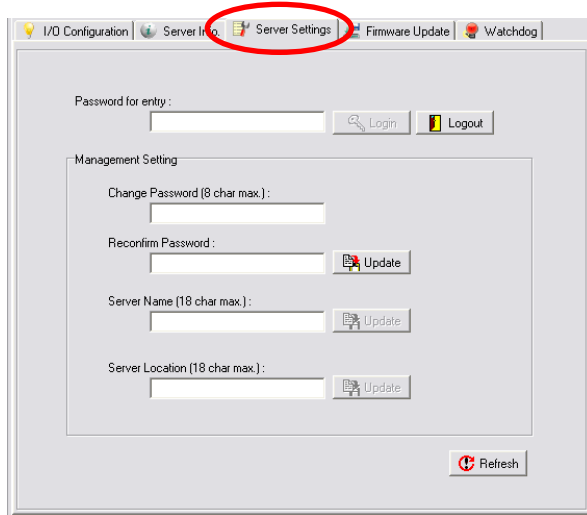 I/O Configuration Server Info. Server Settings Firmware Update Watchdog
Password for entry :
Login Logout
Management Setting
Change Password (8 char max.) :
Reconfirm Password :
Update
Server Name (18 char max.) :
Update
Server Location (18 char max.) :
Update
Refresh